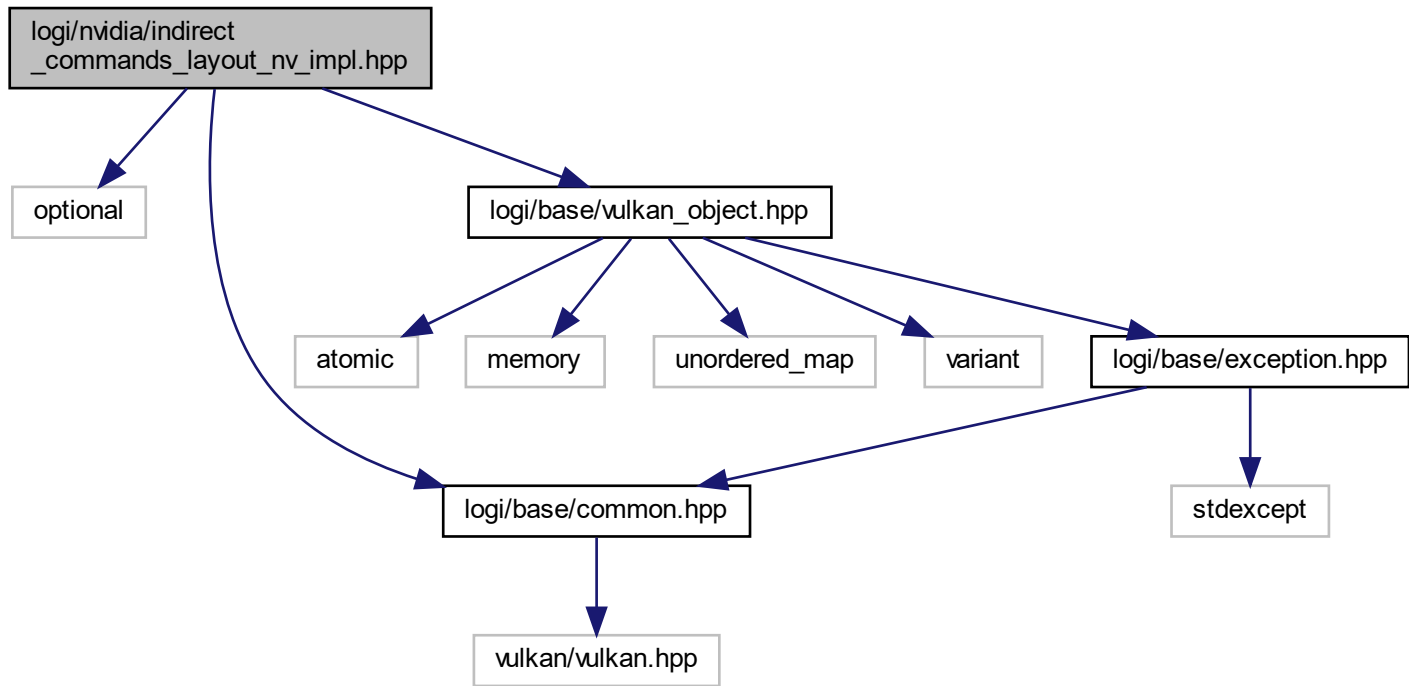 logi/nvidia/indirect
_commands_layout_nv_impl.hpp
optional
logi/base/vulkan_object.hpp
atomic
memory
unordered_map
variant
logi/base/exception.hpp
logi/base/common.hpp
stdexcept
vulkan/vulkan.hpp